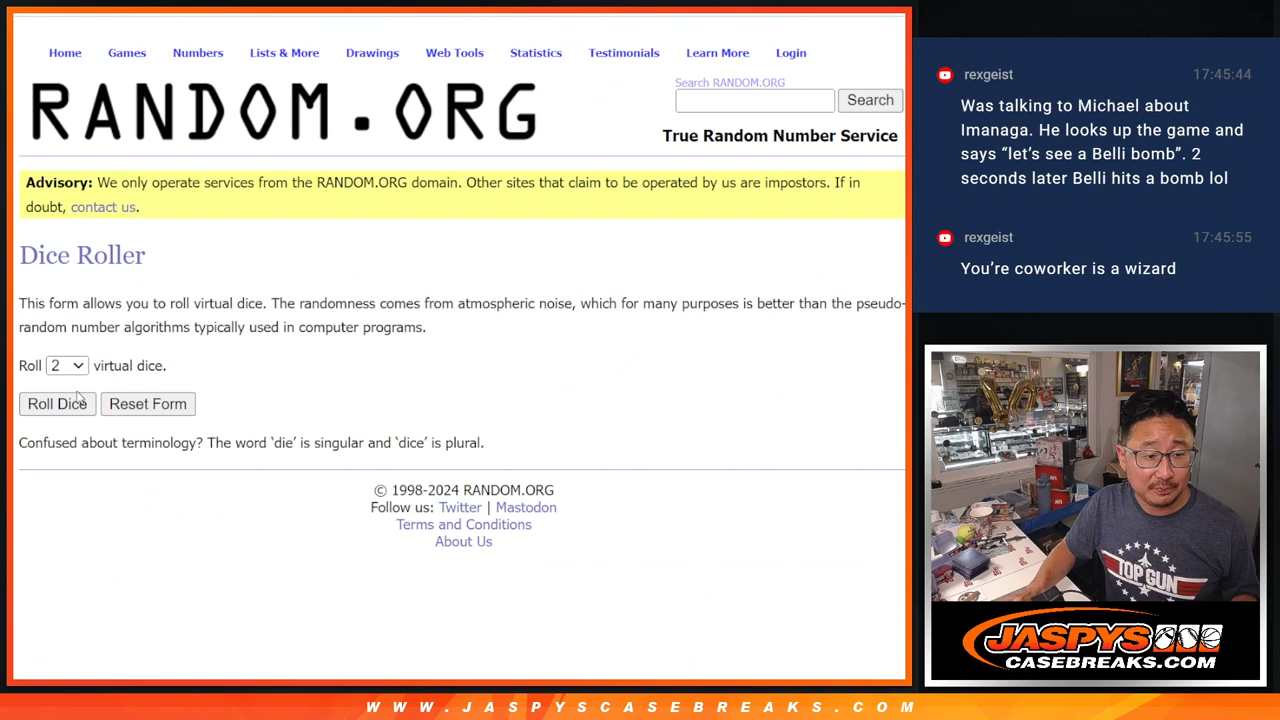 Home Games Numbers Lists & More Drawings Web Tools Statistics Testimonials Learn More Login
RANDOM.ORG
Search RANDOM.ORG
Search
True Random Number Service
Advisory: We only operate services from the RANDOM.ORG domain. Other sites that claim to be operated by us are impostors. If in
doubt, contact us.
Dice Roller
This form allows you to roll virtual dice. The randomness comes from atmospheric noise, which for many purposes is better than the pseudo-
random number algorithms typically used in computer programs.
Roll 2 virtual dice.
Roll Dice Reset Form
Confused about terminology? The word ‘die’ is singular and ‘dice’ is plural.
© 1998-2024 RANDOM.ORG
Follow us: Twitter | Mastodon
Terms and Conditions
About Us
rexgeist 17:45:44
Was talking to Michael about
Imanaga. He looks up the game and
says “let’s see a Belli bomb”. 2
seconds later Belli hits a bomb lol
rexgeist 17:45:55
You’re coworker is a wizard
TOP GUN
JASPYS
CASEBREAKS.COM
WWW.JASPYSCASEBREAKS.COM